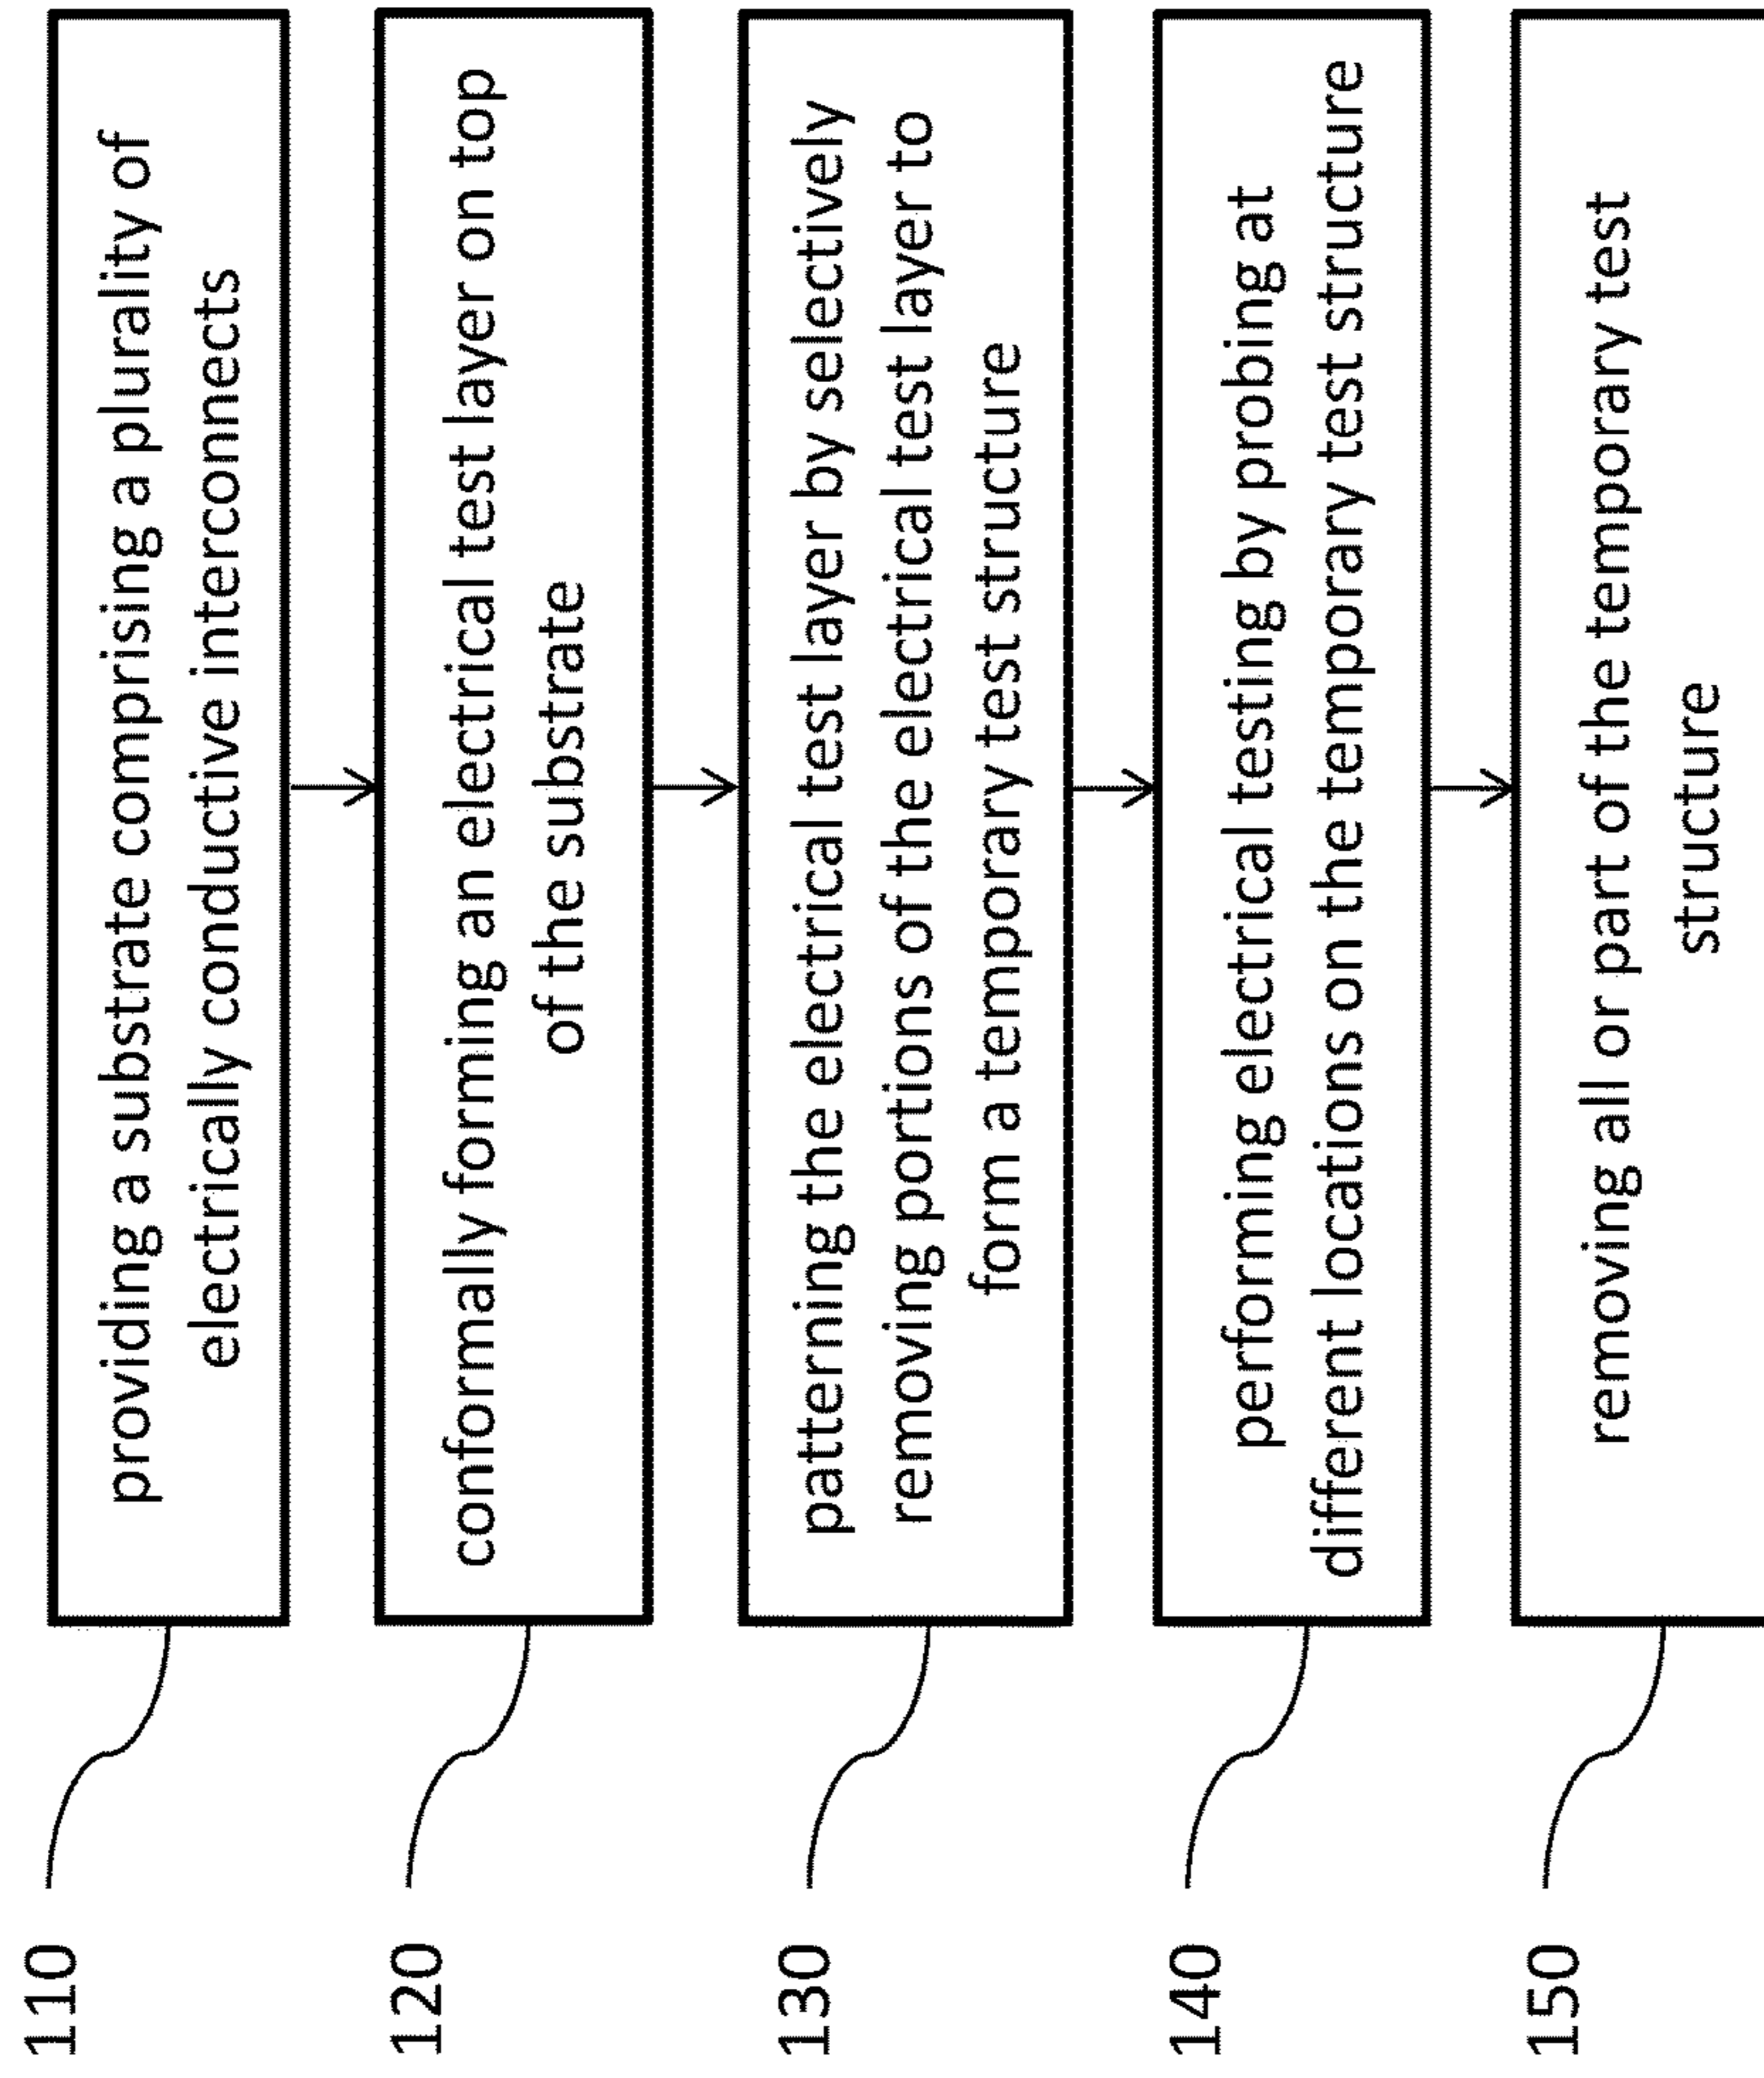 110
providing a substrate comprising a plurality of
electrically conductive interconnects
120
conformally forming an electrical test layer on top
of the substrate
130
patterning the electrical test layer by selectively
removing portions of the electrical test layer to
form a temporary test structure
140
performing electrical testing by probing at
different locations on the temporary test structure
150
removing all or part of the temporary test
structure